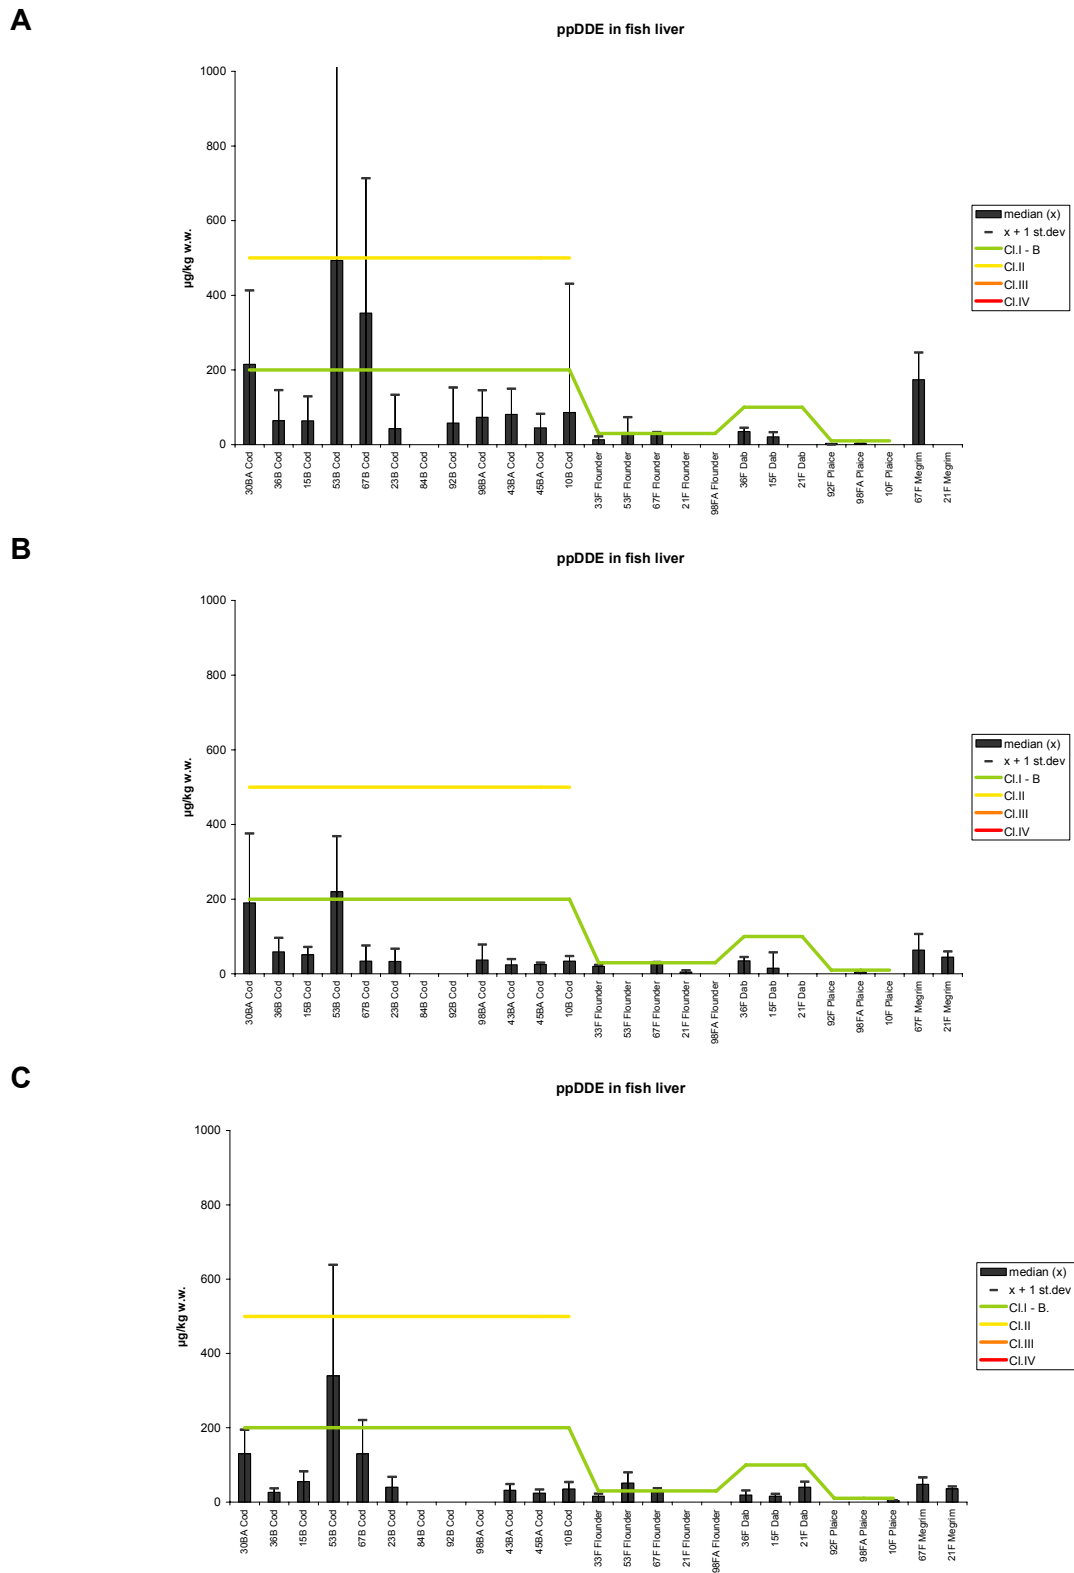 A
ppDDE in fish liver
µg/kg w.w.
1000
800
600
400
200
0
30BA Cod
36B Cod
15B Cod
53B Cod
67B Cod
23B Cod
84B Cod
92B Cod
98BA Cod
43BA Cod
45BA Cod
10B Cod
33F Flounder
53F Flounder
67F Flounder
21F Flounder
98FA Flounder
36F Dab
15F Dab
21F Dab
92F Plaice
98FA Plaice
10F Plaice
67F Megrim
21F Megrim
median (x)
x + 1 st.dev
Cl.I - B
Cl.II
Cl.III
Cl.IV
B
ppDDE in fish liver
µg/kg w.w.
1000
800
600
400
200
0
30BA Cod
36B Cod
15B Cod
53B Cod
67B Cod
23B Cod
84B Cod
92B Cod
98BA Cod
43BA Cod
45BA Cod
10B Cod
33F Flounder
53F Flounder
67F Flounder
21F Flounder
98FA Flounder
36F Dab
15F Dab
21F Dab
92F Plaice
98FA Plaice
10F Plaice
67F Megrim
21F Megrim
median (x)
x + 1 st.dev
Cl.I - B
Cl.II
Cl.III
Cl.IV
C
ppDDE in fish liver
µg/kg w.w.
1000
800
600
400
200
0
30BA Cod
36B Cod
15B Cod
53B Cod
67B Cod
23B Cod
84B Cod
92B Cod
98BA Cod
43BA Cod
45BA Cod
10B Cod
33F Flounder
53F Flounder
67F Flounder
21F Flounder
98FA Flounder
36F Dab
15F Dab
21F Dab
92F Plaice
98FA Plaice
10F Plaice
67F Megrim
21F Megrim
median (x)
x + 1 st.dev
Cl.I - B.
Cl.II
Cl.III
Cl.IV